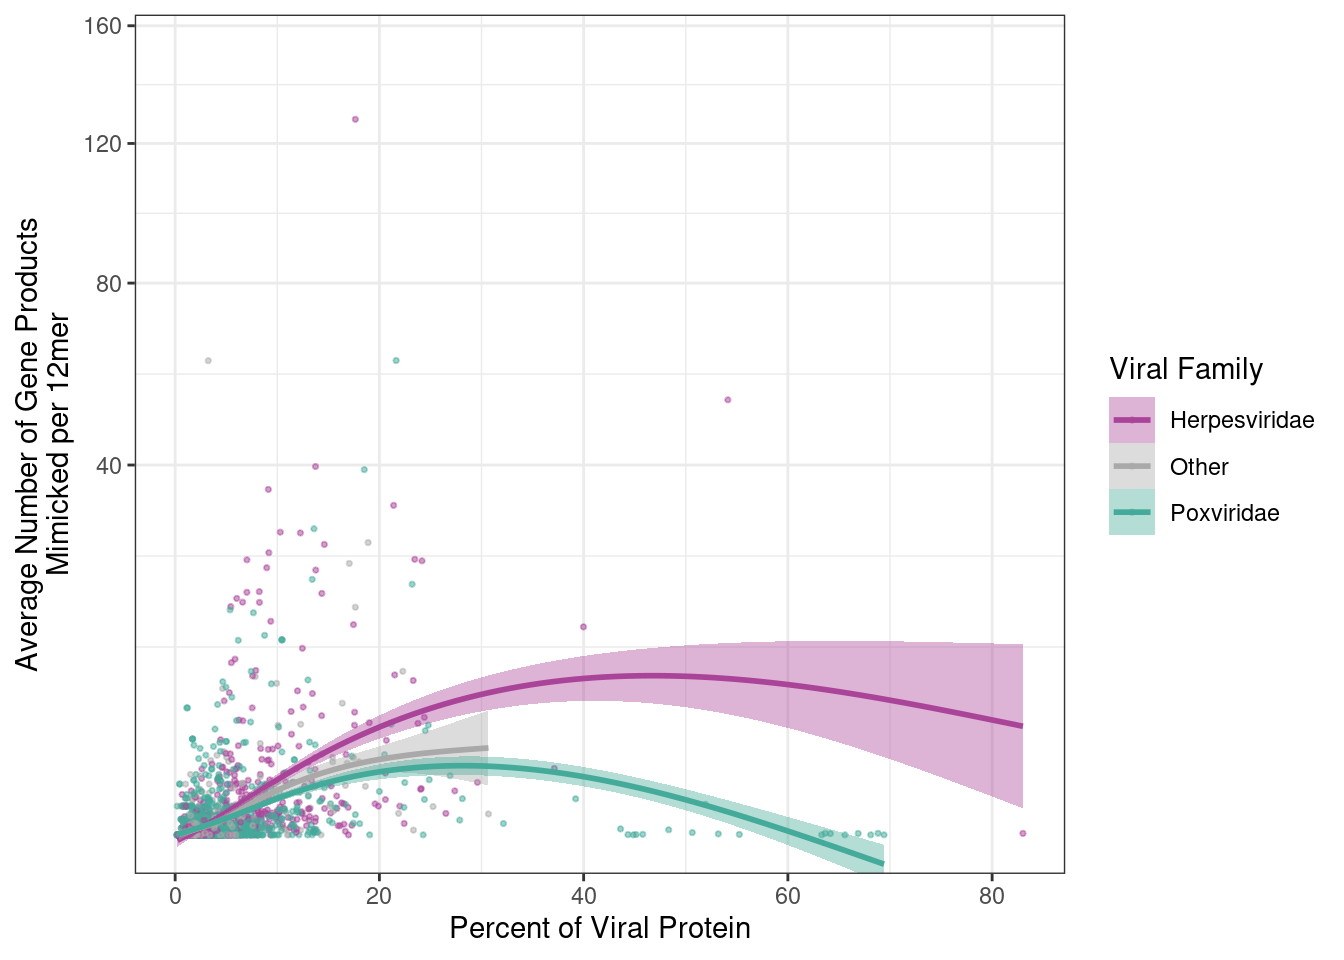 160
120
80
40
0
20
40
60
80
Percent of Viral Protein
Average Number of Gene Products
Mimicked per 12mer
Viral Family
Herpesviridae
Other
Poxviridae